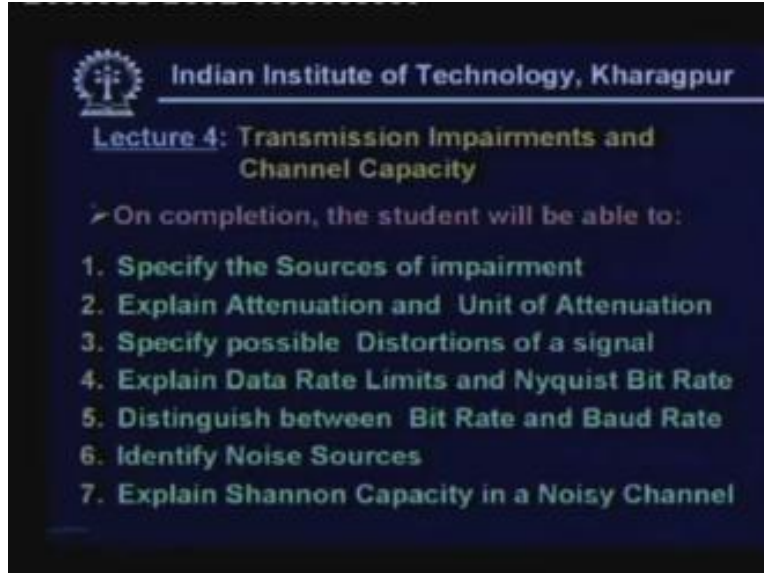 Indian Institute of Technology, Kharagpur
Lecture 4: Transmission Impairments and
Channel Capacity
➢On completion, the student will be able to:
1. Specify the Sources of impairment
2. Explain Attenuation and Unit of Attenuation
3. Specify possible Distortions of a signal
4. Explain Data Rate Limits and Nyquist Bit Rate
5. Distinguish between Bit Rate and Baud Rate
6. Identify Noise Sources
7. Explain Shannon Capacity in a Noisy Channel